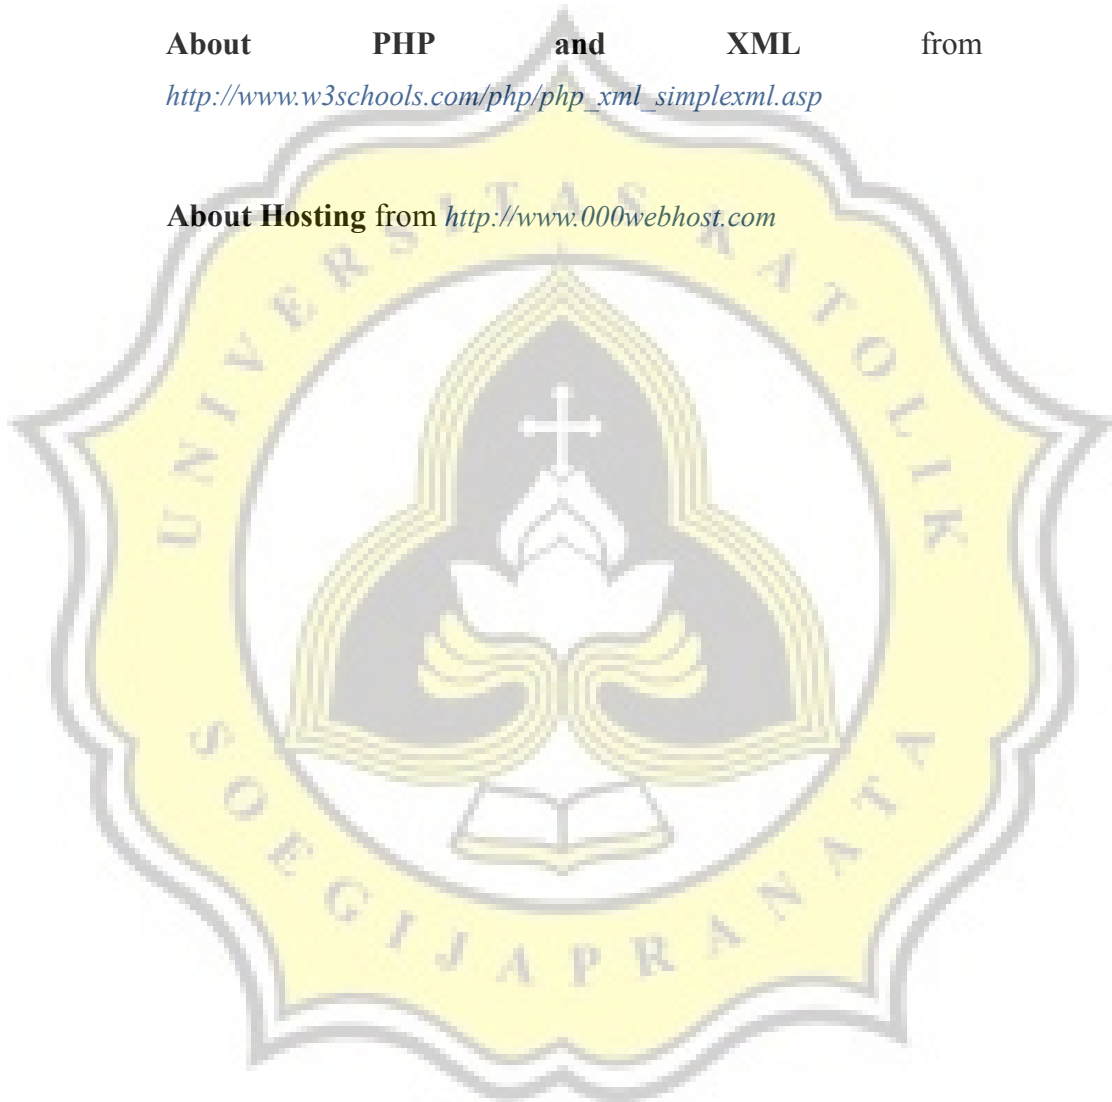 About PHP and XML from
http://www.w3schools.com/php/php_xml_simplexml.asp
About Hosting from http://www.000webhost.com
UNIVERSITAS KATOLIK
SOEGIJAPRANATA